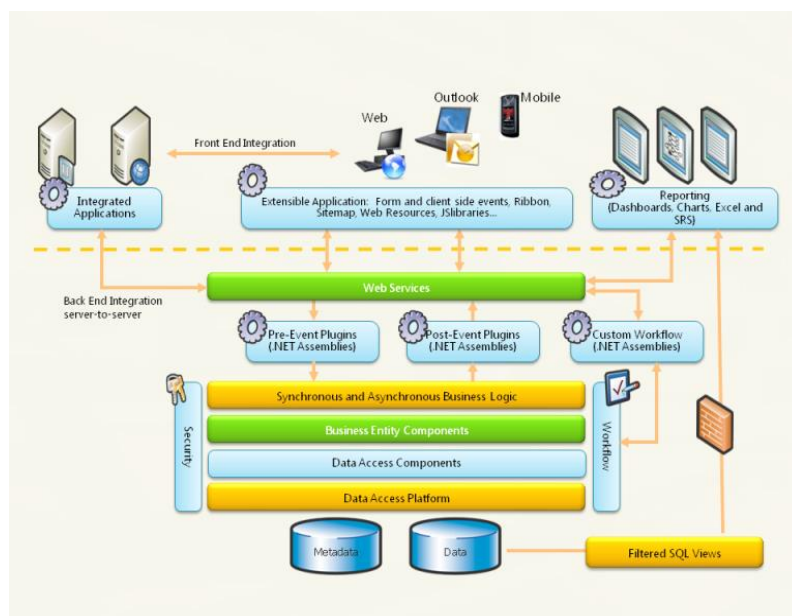 Outlook
Mobile
Web
Front End Integration
Integrated
Applications
Extensible Application: Form and client side events, Ribbon,
Sitemap, Web Resources, JSlibraries...
Reporting
(Dashboards, Charts, Excel and
SRS)
Web Services
Back End Integration
server-to-server
Pre-Event Plugins
(.NET Assemblies)
Post-Event Plugins
(.NET Assemblies)
Custom Workflow
(.NET Assemblies)
Security
Synchronous and Asynchronous Business Logic
Business Entity Components
Data Access Components
Data Access Platform
Workflow
Metadata
Data
Filtered SQL Views